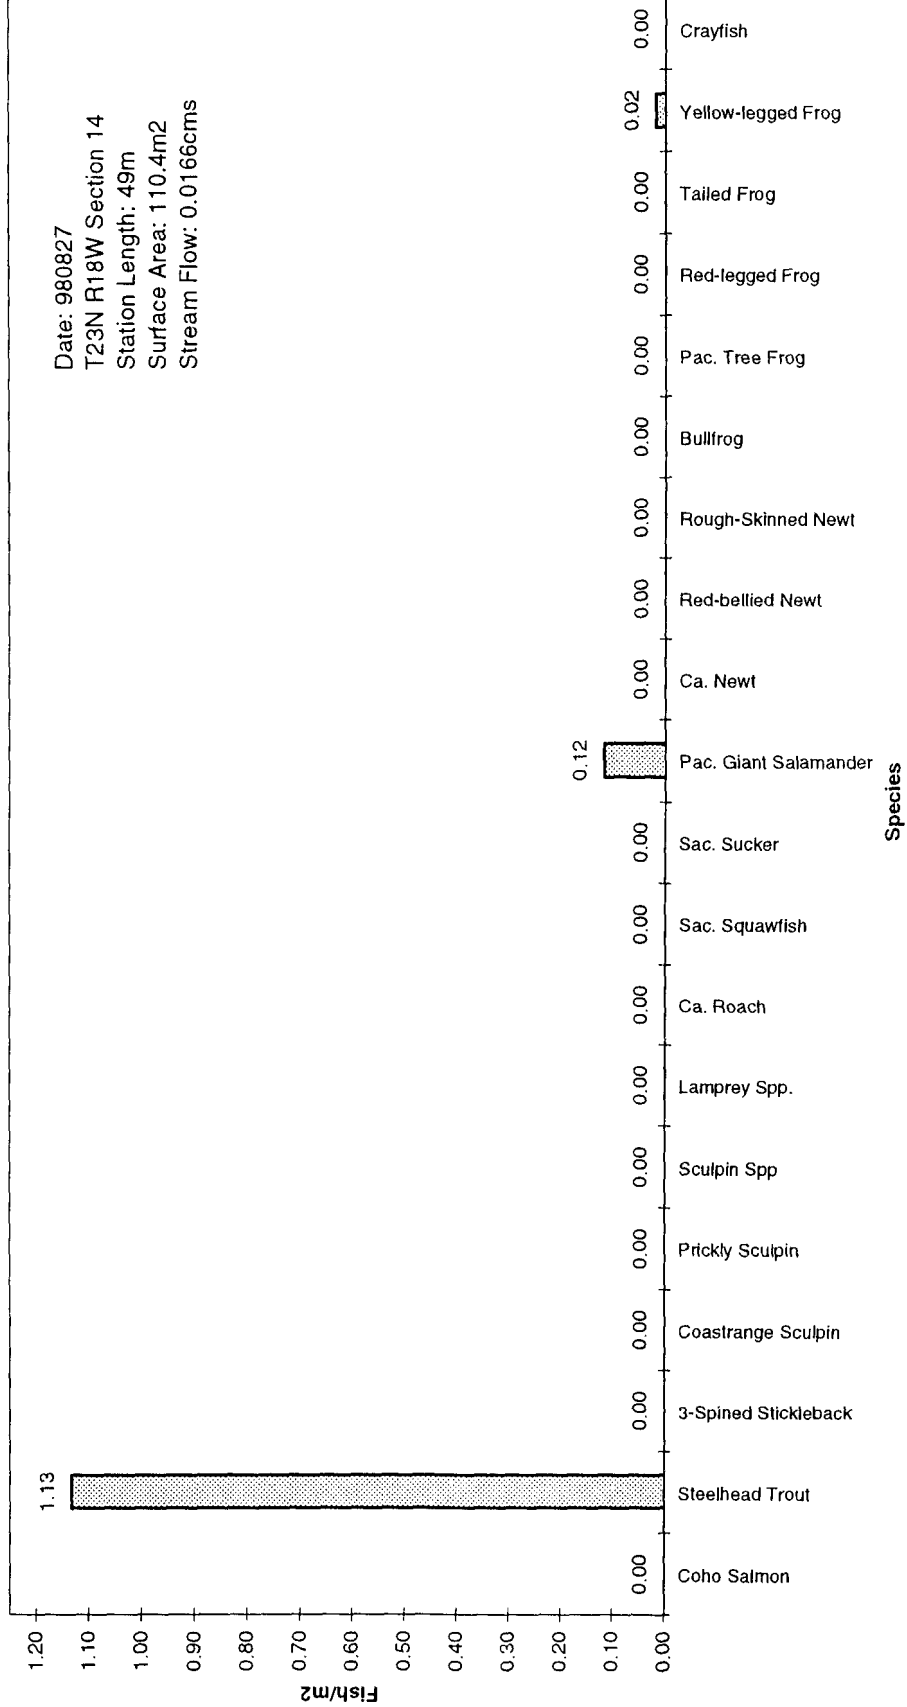 Date: 980827
T23N R18W Section 14
Station Length: 49m
Surface Area: 110.4m2
Stream Flow: 0.0166cms
Fish/m2
1.20
1.10
1.00
0.90
0.80
0.70
0.60
0.50
0.40
0.30
0.20
0.10
0.00
0.00
1.13
0.00
0.00
0.00
0.00
0.00
0.00
0.00
0.00
0.12
0.00
0.00
0.00
0.00
0.00
0.00
0.00
0.02
0.00
Coho Salmon
Steelhead Trout
3-Spined Stickleback
Coastrange Sculpin
Prickly Sculpin
Sculpin Spp
Lamprey Spp.
Ca. Roach
Sac. Squawfish
Sac. Sucker
Pac. Giant Salamander
Ca. Newt
Red-bellied Newt
Rough-Skinned Newt
Bullfrog
Pac. Tree Frog
Red-legged Frog
Tailed Frog
Yellow-legged Frog
Crayfish
Species